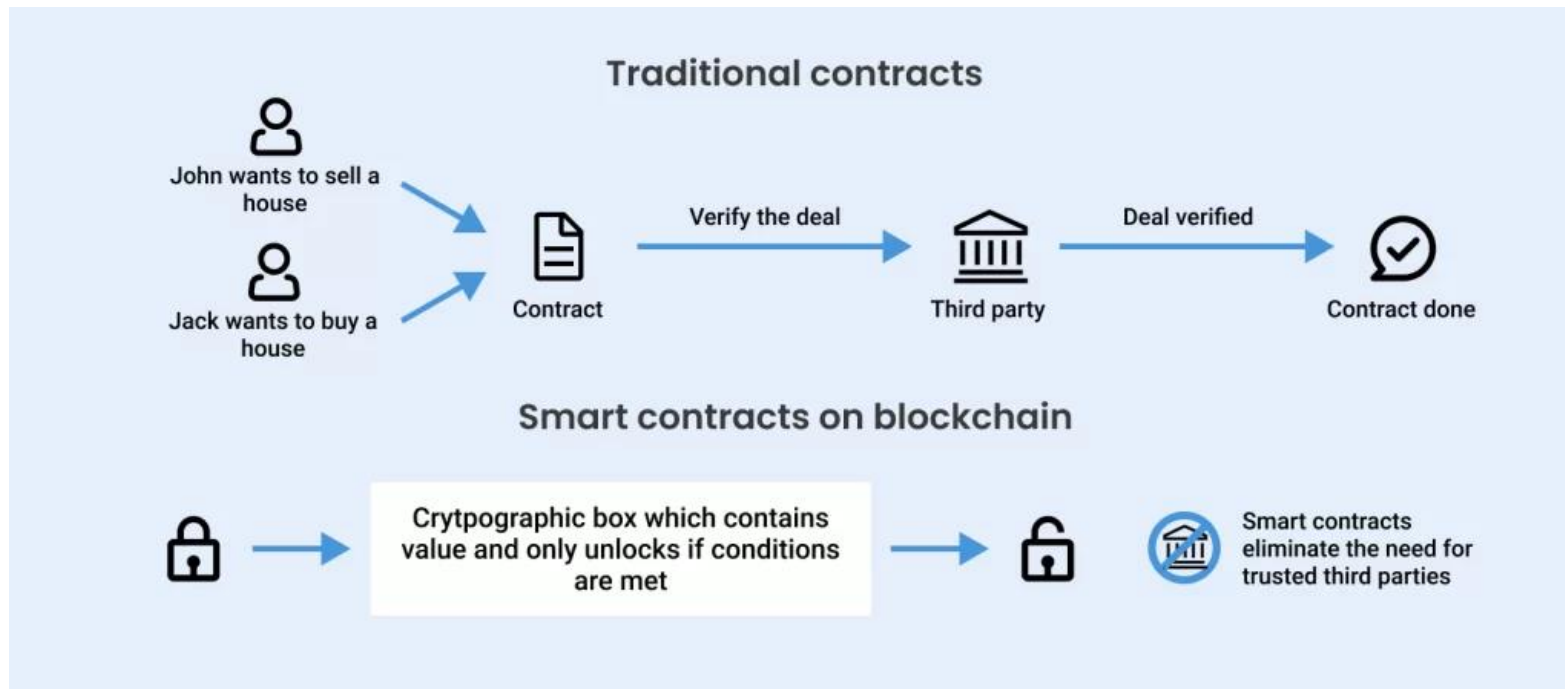 Traditional contracts
John wants to sell a
house
Jack wants to buy a
house
Contract
Verify the deal
Third party
Deal verified
Contract done
Smart contracts on blockchain
Crytpographic box which contains
value and only unlocks if conditions
are met
Smart contracts
eliminate the need for
trusted third parties